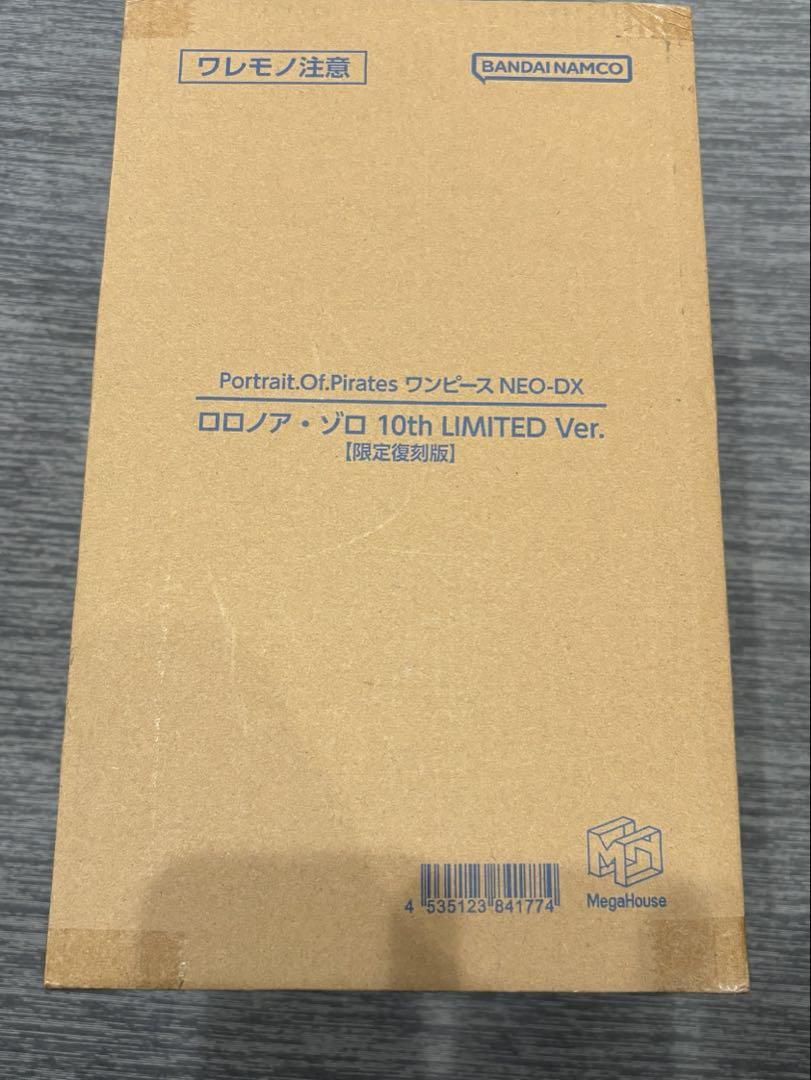 ワレモノ注意
BANDAI NAMCO
Portrait.Of.Pirates ワンピース NEO-DX
ロロノア・ゾロ 10th LIMITED Ver.
【限定復刻版】
4 535123 841774
MH
MegaHouse